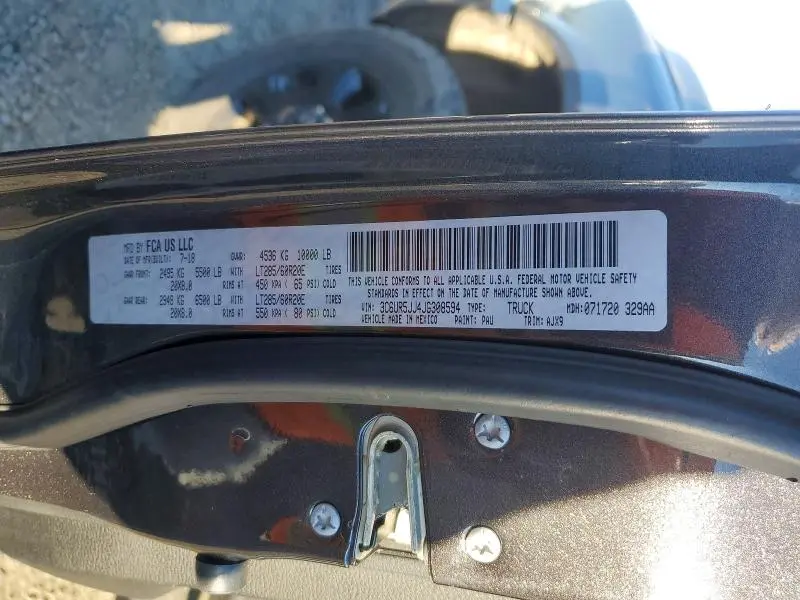 MFD BY FCA US LLC
DATE OF MFR(BUILT): 7-18 GVWR: 4536 KG 10000 LB
GAWR FRONT: 2495 KG 5500 LB WITH LT285/60R20E TIRES
20X8.0 RIMS AT 450 KPA ( 65 PSI) COLD
GAWR REAR: 2948 KG 6500 LB WITH LT285/60R20E TIRES
20X8.0 RIMS AT 550 KPA ( 80 PSI) COLD
THIS VEHICLE CONFORMS TO ALL APPLICABLE U.S.A. FEDERAL MOTOR VEHICLE SAFETY
STANDARDS IN EFFECT ON THE DATE OF MANUFACTURE SHOWN ABOVE.
VIN: 3C6UR5JJ4JG308594 TYPE: TRUCK MDH: 071720 329AA
VEHICLE MADE IN MEXICO PAINT: PAU TRIM: AJX9